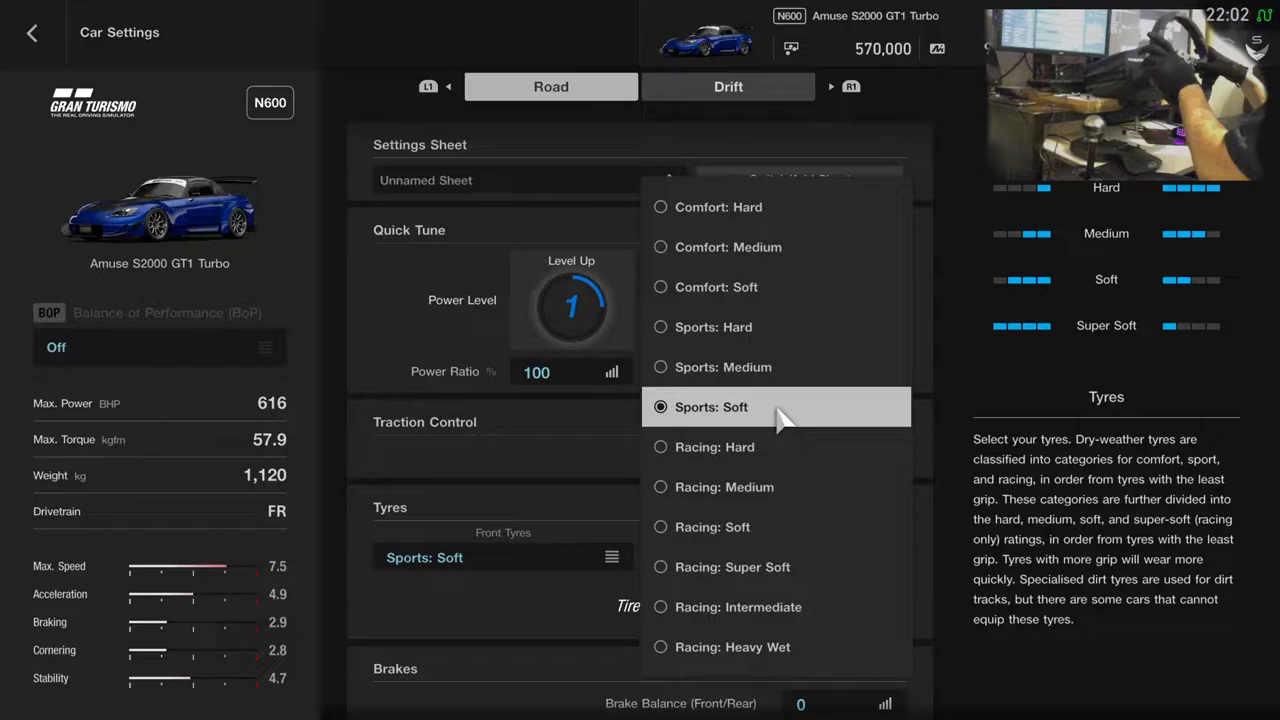 Car Settings
N600
Amuse S2000 GT1 Turbo
570,000
22:02
L1
Road
Drift
R1
GRAN TURISMO
THE REAL DRIVING SIMULATOR
N600
Amuse S2000 GT1 Turbo
BOP
Balance of Performance (BoP)
Off
Max. Power BHP 616
Max. Torque kgfm 57.9
Weight kg 1,120
Drivetrain FR
Max. Speed 7.5
Acceleration 4.9
Braking 2.9
Cornering 2.8
Stability 4.7
Settings Sheet
Unnamed Sheet
Quick Tune
Level Up
Power Level
1
Power Ratio % 100
Traction Control
Tyres
Front Tyres
Sports: Soft
Tire
Brakes
Brake Balance (Front/Rear) 0
Comfort: Hard
Comfort: Medium
Comfort: Soft
Sports: Hard
Sports: Medium
Sports: Soft
Racing: Hard
Racing: Medium
Racing: Soft
Racing: Super Soft
Racing: Intermediate
Racing: Heavy Wet
Hard
Medium
Soft
Super Soft
Tyres
Select your tyres. Dry-weather tyres are
classified into categories for comfort, sport,
and racing, in order from tyres with the least
grip. These categories are further divided into
the hard, medium, soft, and super-soft (racing
only) ratings, in order from tyres with the least
grip. Tyres with more grip will wear more
quickly. Specialised dirt tyres are used for dirt
tracks, but there are some cars that cannot
equip these tyres.